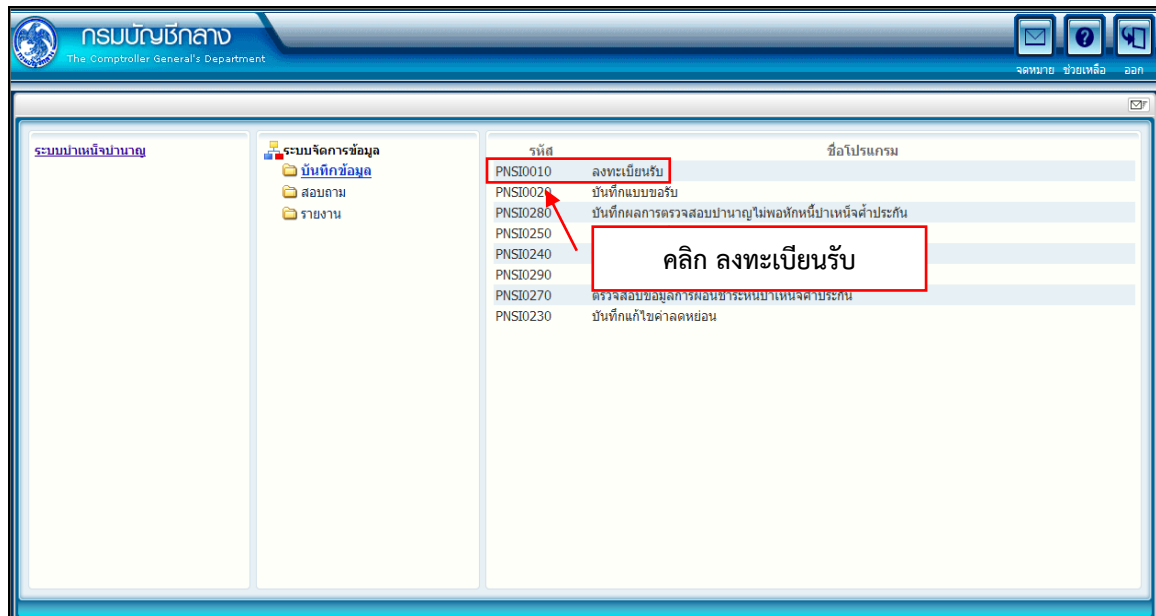 กรมบัญชีกลาง
The Comptroller General's Department
จดหมาย ช่วยเหลือ ออก
ระบบบำเหน็จบำนาญ
ระบบจัดการข้อมูล
บันทึกข้อมูล
สอบถาม
รายงาน
รหัส ชื่อโปรแกรม
PNSI0010 ลงทะเบียนรับ
PNSI0020 บันทึกแบบขอรับ
PNSI0280 บันทึกผลการตรวจสอบบำนาญไม่พอหักหนี้บำเหน็จค้ำประกัน
PNSI0250
PNSI0240
PNSI0290
คลิก ลงทะเบียนรับ
PNSI0270 ตรวจสอบข้อมูลการผ่อนชำระหนี้บำเหน็จค้ำประกัน
PNSI0230 บันทึกแก้ไขค่าลดหย่อน